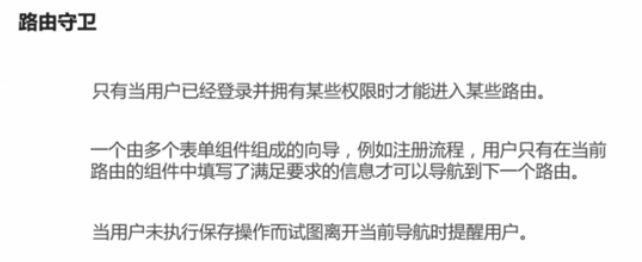 路由守卫
只有当用户已经登录并拥有某些权限时才能进入某些路由。
一个由多个表单组件组成的向导，例如注册流程，用户只有在当前
路由的组件中填写了满足要求的信息才可以导航到下一个路由。
当用户未执行保存操作而试图离开当前导航时提醒用户。